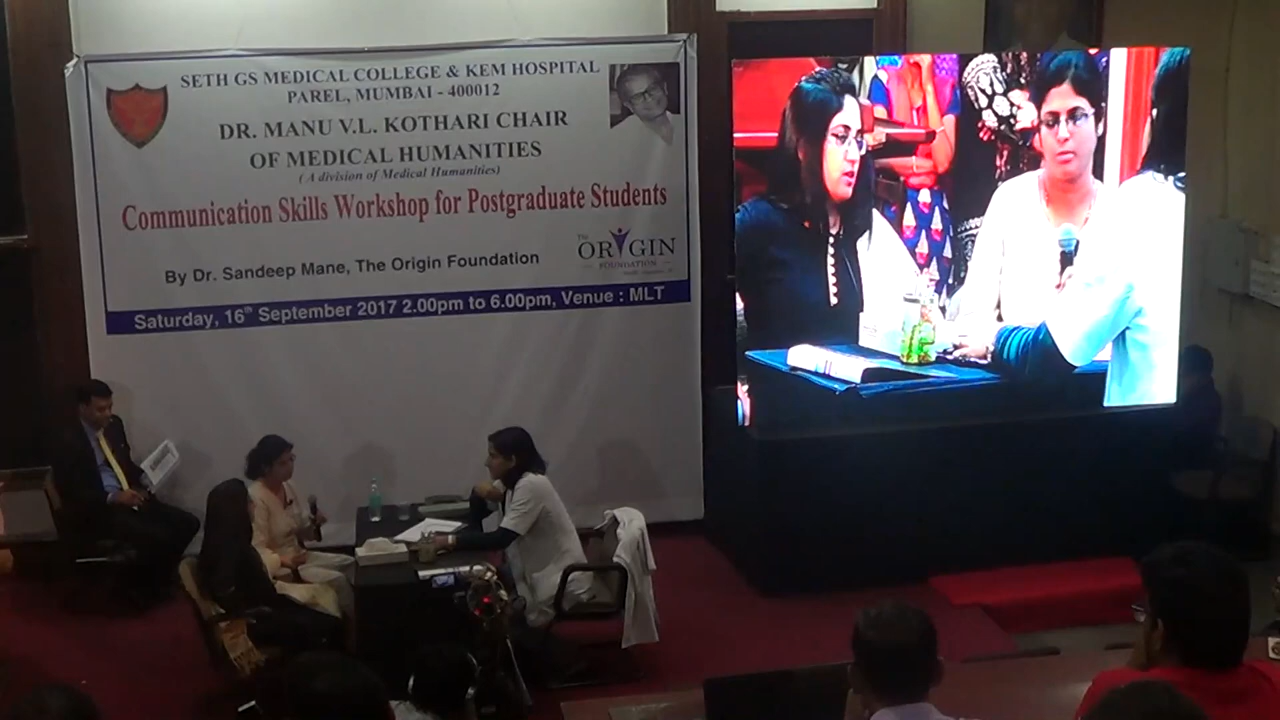 SETH GS MEDICAL COLLEGE & KEM HOSPITAL
PAREL, MUMBAI - 400012
DR. MANU V.L. KOTHARI CHAIR
OF MEDICAL HUMANITIES
( A division of Medical Humanities)
Communication Skills Workshop for Postgraduate Students
The
ORIGIN
FOUNDATION
By Dr. Sandeep Mane, The Origin Foundation
Saturday, 16th September 2017 2.00pm to 6.00pm, Venue : MLT